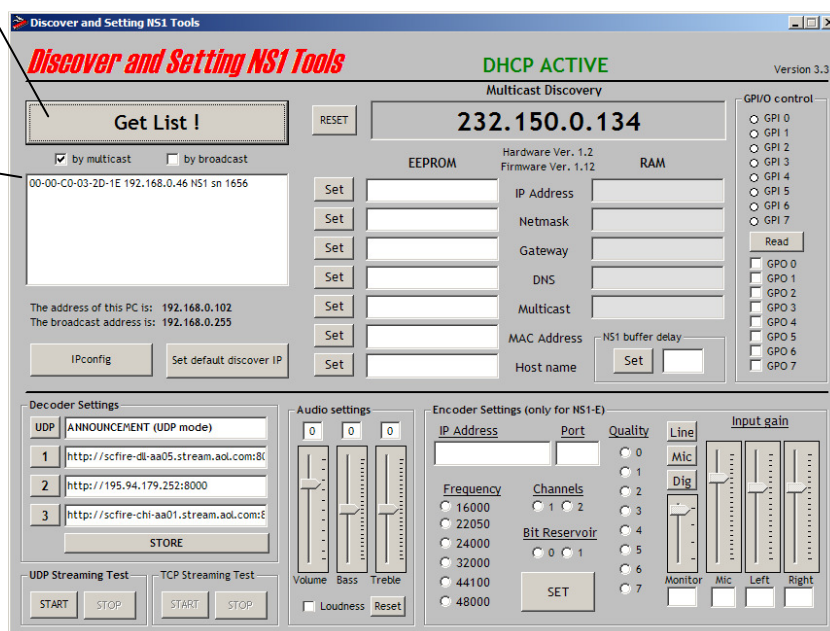 Discover and Setting NS1 Tools
Discover and Setting NS1 Tools
DHCP ACTIVE
Version 3.3
Multicast Discovery
Get List !
RESET
232.150.0.134
by multicast
by broadcast
00-00-C0-03-2D-1E 192.168.0.46 NS1 sn 1656
EEPROM
Hardware Ver. 1.2
Firmware Ver. 1.12
RAM
Set
IP Address
Set
Netmask
Set
Gateway
Set
DNS
Set
Multicast
Set
MAC Address
Set
Host name
NS1 buffer delay
Set
The address of this PC is: 192.168.0.102
The broadcast address is: 192.168.0.255
IPconfig
Set default discover IP
GPI/O control
GPI 0
GPI 1
GPI 2
GPI 3
GPI 4
GPI 5
GPI 6
GPI 7
Read
GPO 0
GPO 1
GPO 2
GPO 3
GPO 4
GPO 5
GPO 6
GPO 7
Decoder Settings
UDP
ANNOUNCEMENT (UDP mode)
1
http://scfire-dll-aa05.stream.aol.com:80
2
http://195.94.179.252:8000
3
http://scfire-chi-aa01.stream.aol.com:8
STORE
UDP Streaming Test
START
STOP
TCP Streaming Test
START
STOP
Audio settings
0
0
0
Volume
Bass
Treble
Loudness
Reset
Encoder Settings (only for NS1-E)
IP Address
Port
Quality
0
1
2
3
4
5
6
7
Frequency
16000
22050
24000
32000
44100
48000
Channels
1
2
Bit Reservoir
0
1
SET
Line
Mic
Dig
Input gain
Monitor
Mic
Left
Right